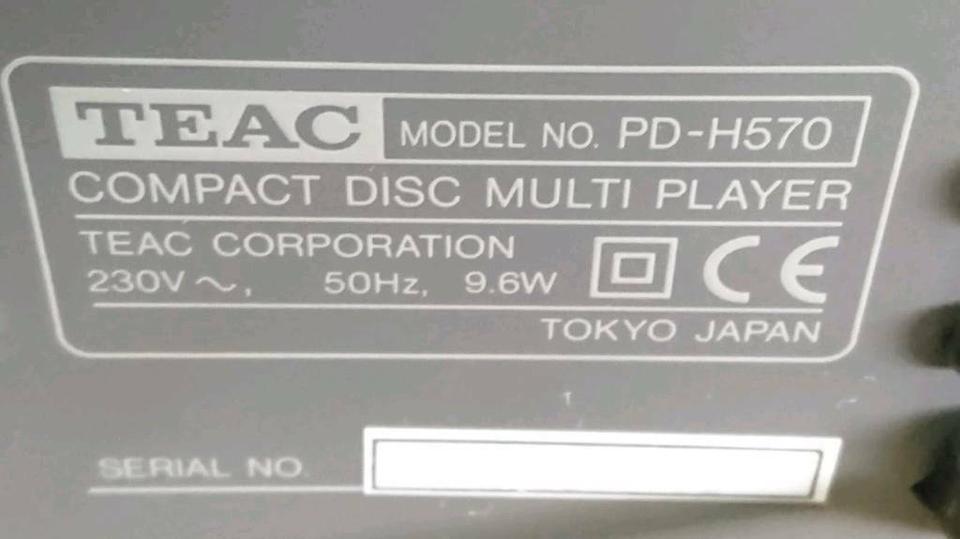 TEAC MODEL NO. PD-H570
COMPACT DISC MULTI PLAYER
TEAC CORPORATION
230V ~, 50Hz, 9.6W CE
TOKYO JAPAN
SERIAL NO.